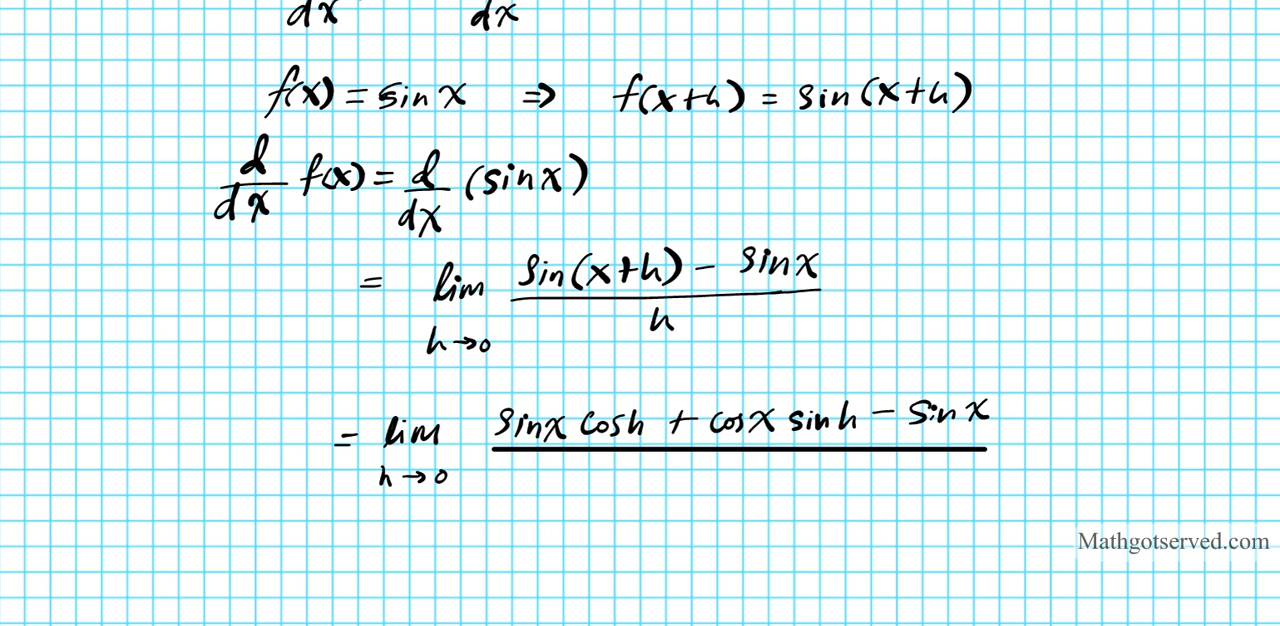 dx dx
f(x) = sin x ⇒ f(x+h) = sin(x+h)
d/dx f(x) = d/dx (sin x)
= lim h→0 (sin(x+h) − sin x)/h
= lim h→0 sin x cos h + cos x sin h − sin x
Mathgotserved.com